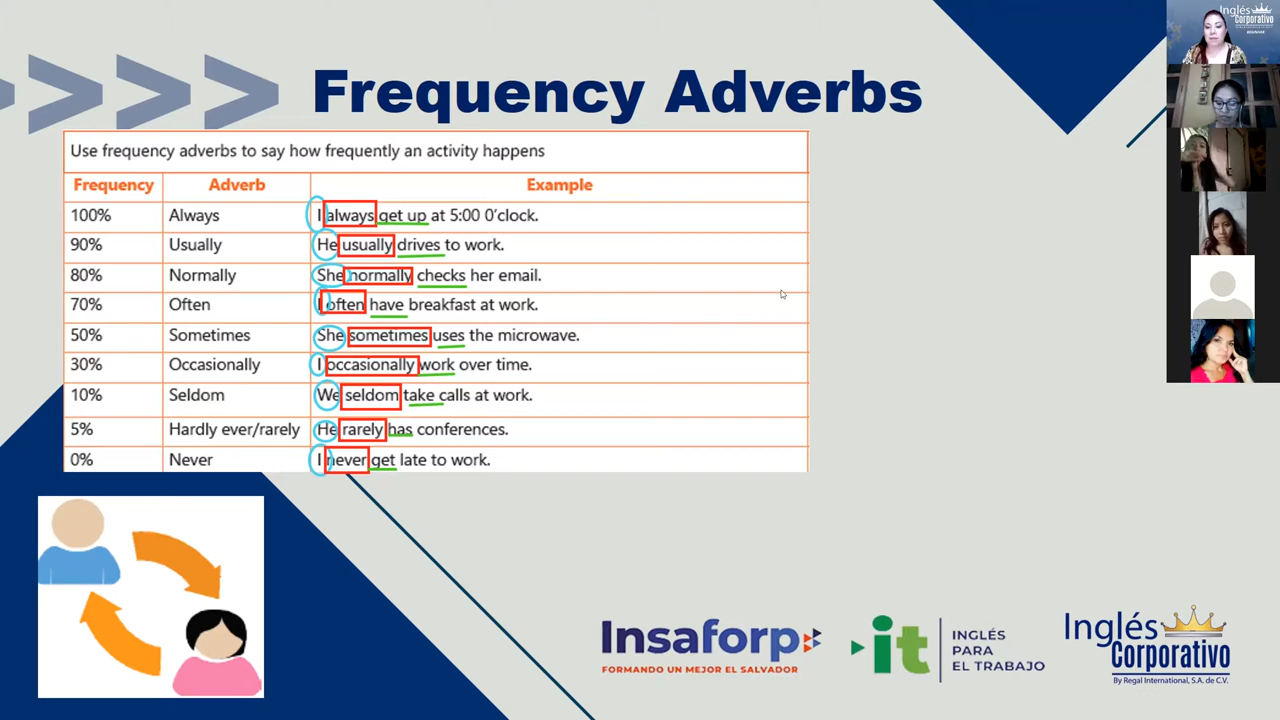 Frequency Adverbs
Use frequency adverbs to say how frequently an activity happens
Frequency Adverb Example
100% Always I always get up at 5:00 0'clock.
90% Usually He usually drives to work.
80% Normally She normally checks her email.
70% Often I often have breakfast at work.
50% Sometimes She sometimes uses the microwave.
30% Occasionally I occasionally work over time.
10% Seldom We seldom take calls at work.
5% Hardly ever/rarely He rarely has conferences.
0% Never I never get late to work.
Insaforp
FORMANDO UN MEJOR EL SALVADOR
it
INGLÉS
PARA
EL TRABAJO
Inglés
Corporativo
By Regal International, S.A. de C.V.
Inglés
Corporativo